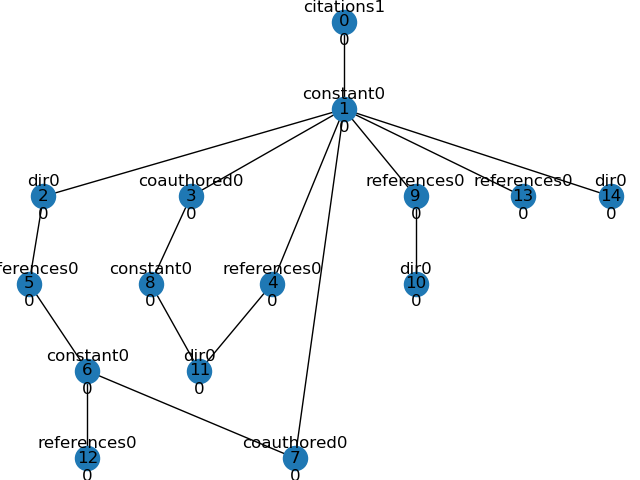 citations1
0
0
constant0
1
0
dir0 coauthored0 references0 references0 dir0
2 3 9 13 14
0 0 0 0 0
ferences0 constant0 references0 dir0
5 8 4 10
0 0 0 0
constant0 dir0
6 11
0 0
references0 coauthored0
12 7
0 0